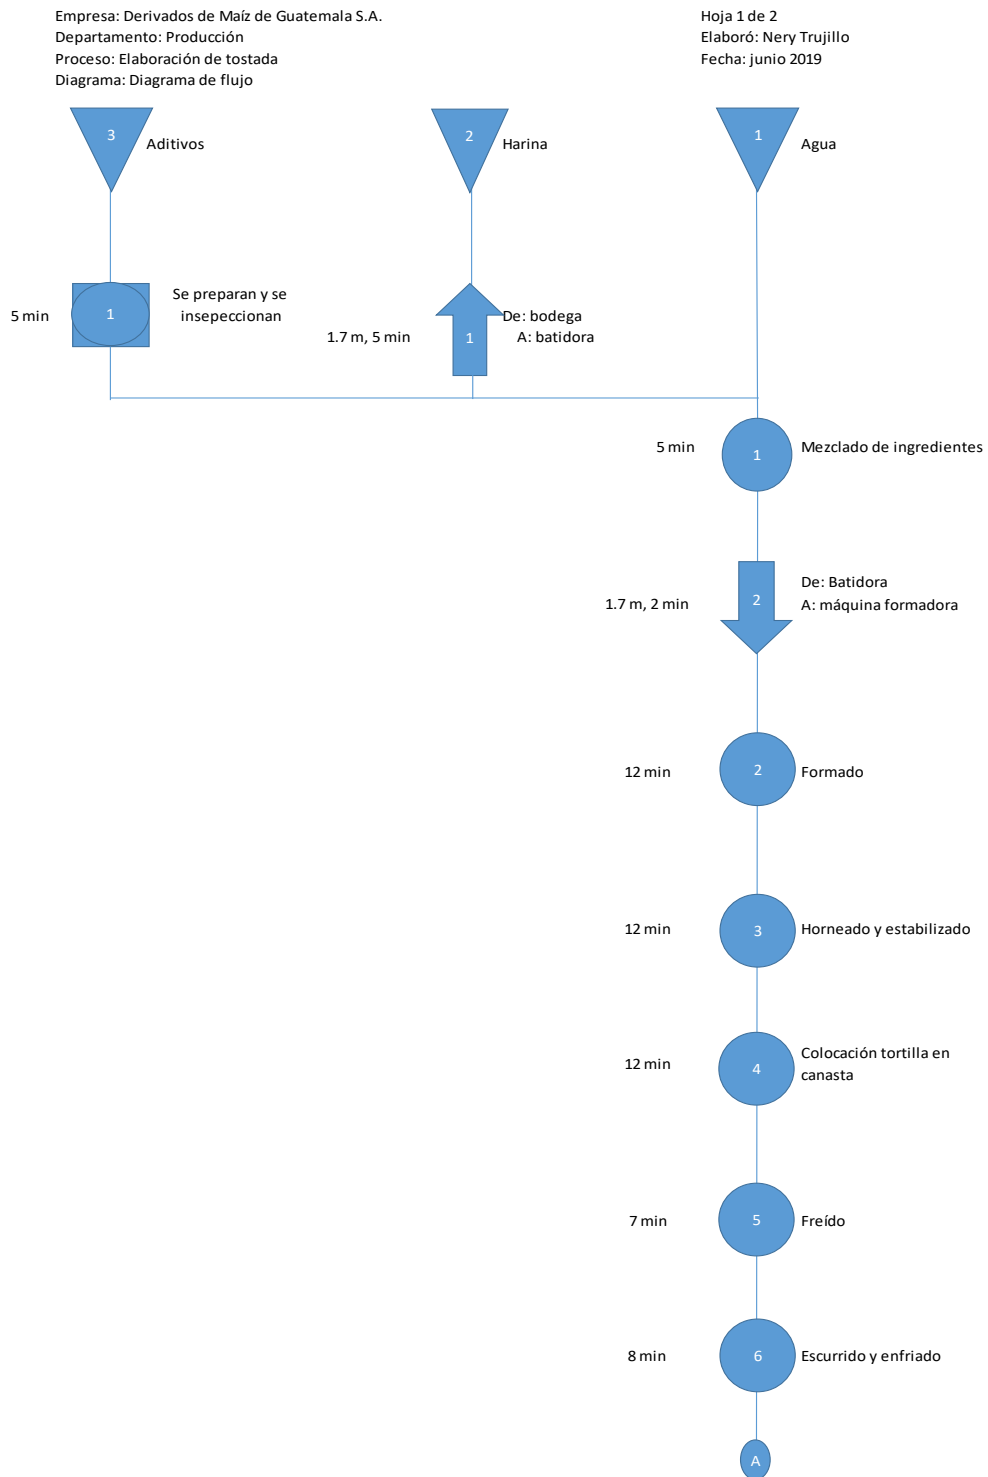 Empresa: Derivados de Maíz de Guatemala S.A.
Departamento: Producción
Proceso: Elaboración de tostada
Diagrama: Diagrama de flujo
Hoja 1 de 2
Elaboró: Nery Trujillo
Fecha: junio 2019
3
Aditivos
2
Harina
1
Agua
5 min
1
Se preparan y se
insepeccionan
1.7 m, 5 min
1
De: bodega
A: batidora
5 min
1
Mezclado de ingredientes
1.7 m, 2 min
2
De: Batidora
A: máquina formadora
12 min
2
Formado
12 min
3
Horneado y estabilizado
12 min
4
Colocación tortilla en
canasta
7 min
5
Freído
8 min
6
Escurrido y enfriado
A